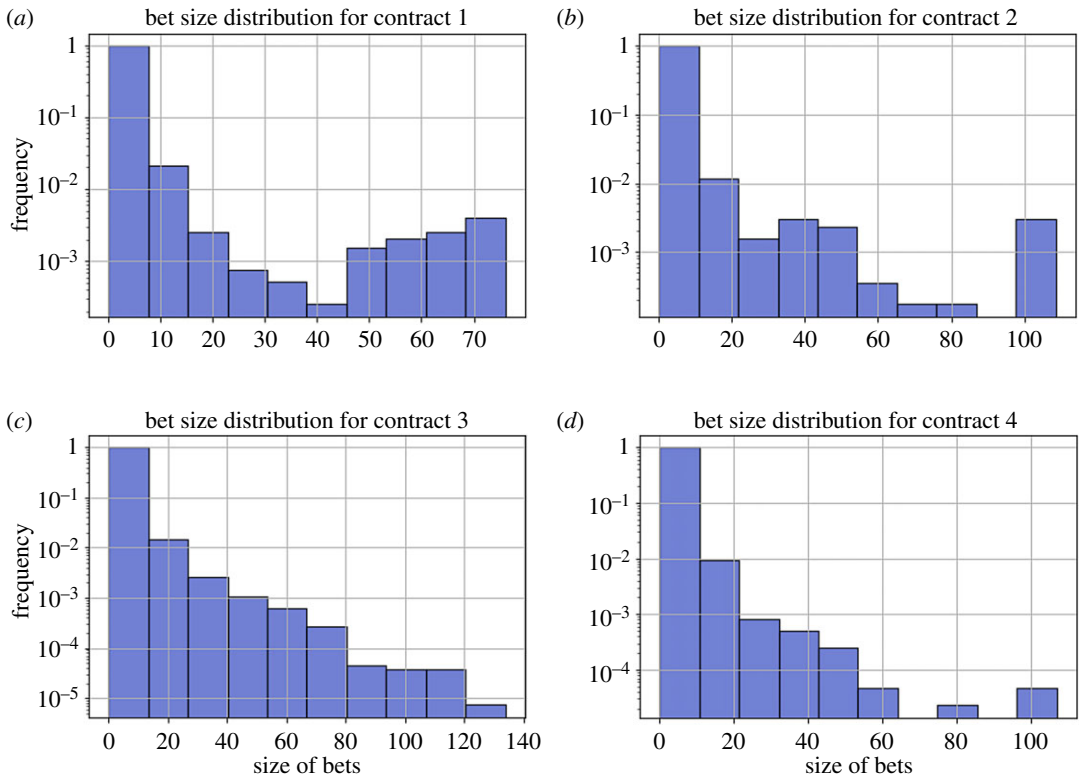 (a) bet size distribution for contract 1
1
10⁻¹
10⁻²
10⁻³
frequency
0 10 20 30 40 50 60 70
(b) bet size distribution for contract 2
1
10⁻¹
10⁻²
10⁻³
0 20 40 60 80 100
(c) bet size distribution for contract 3
1
10⁻¹
10⁻²
10⁻³
10⁻⁴
10⁻⁵
frequency
0 20 40 60 80 100 120 140
size of bets
(d) bet size distribution for contract 4
1
10⁻¹
10⁻²
10⁻³
10⁻⁴
0 20 40 60 80 100
size of bets